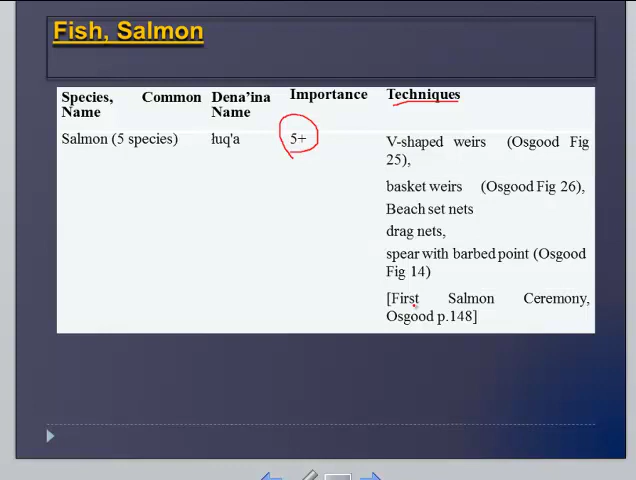 Fish, Salmon
Species, Common Name
Dena'ina Name
Importance
Techniques
Salmon (5 species)
łuq'a
5+
V-shaped weirs (Osgood Fig
25),
basket weirs (Osgood Fig 26),
Beach set nets
drag nets,
spear with barbed point (Osgood
Fig 14)
[First Salmon Ceremony,
Osgood p.148]